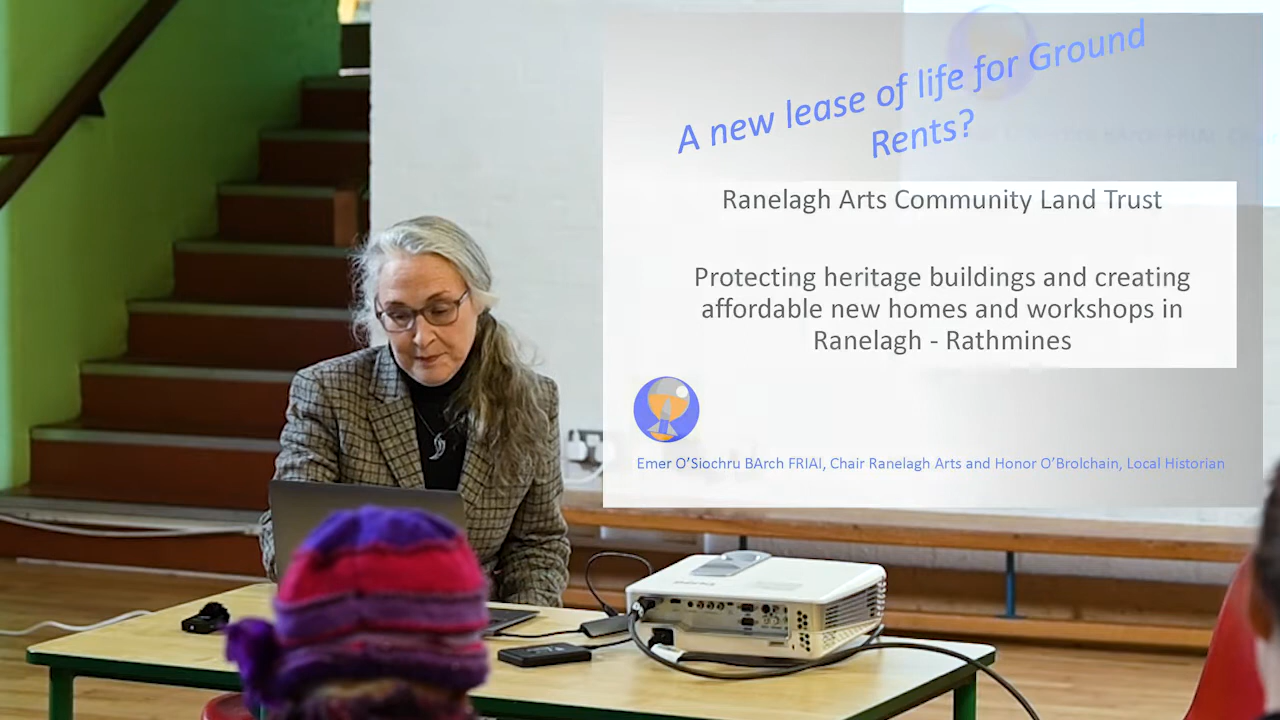 A new lease of life for Ground
Rents?
Ranelagh Arts Community Land Trust
Protecting heritage buildings and creating
affordable new homes and workshops in
Ranelagh - Rathmines
Emer O’Siochru BArch FRIAI, Chair Ranelagh Arts and Honor O’Brolchain, Local Historian